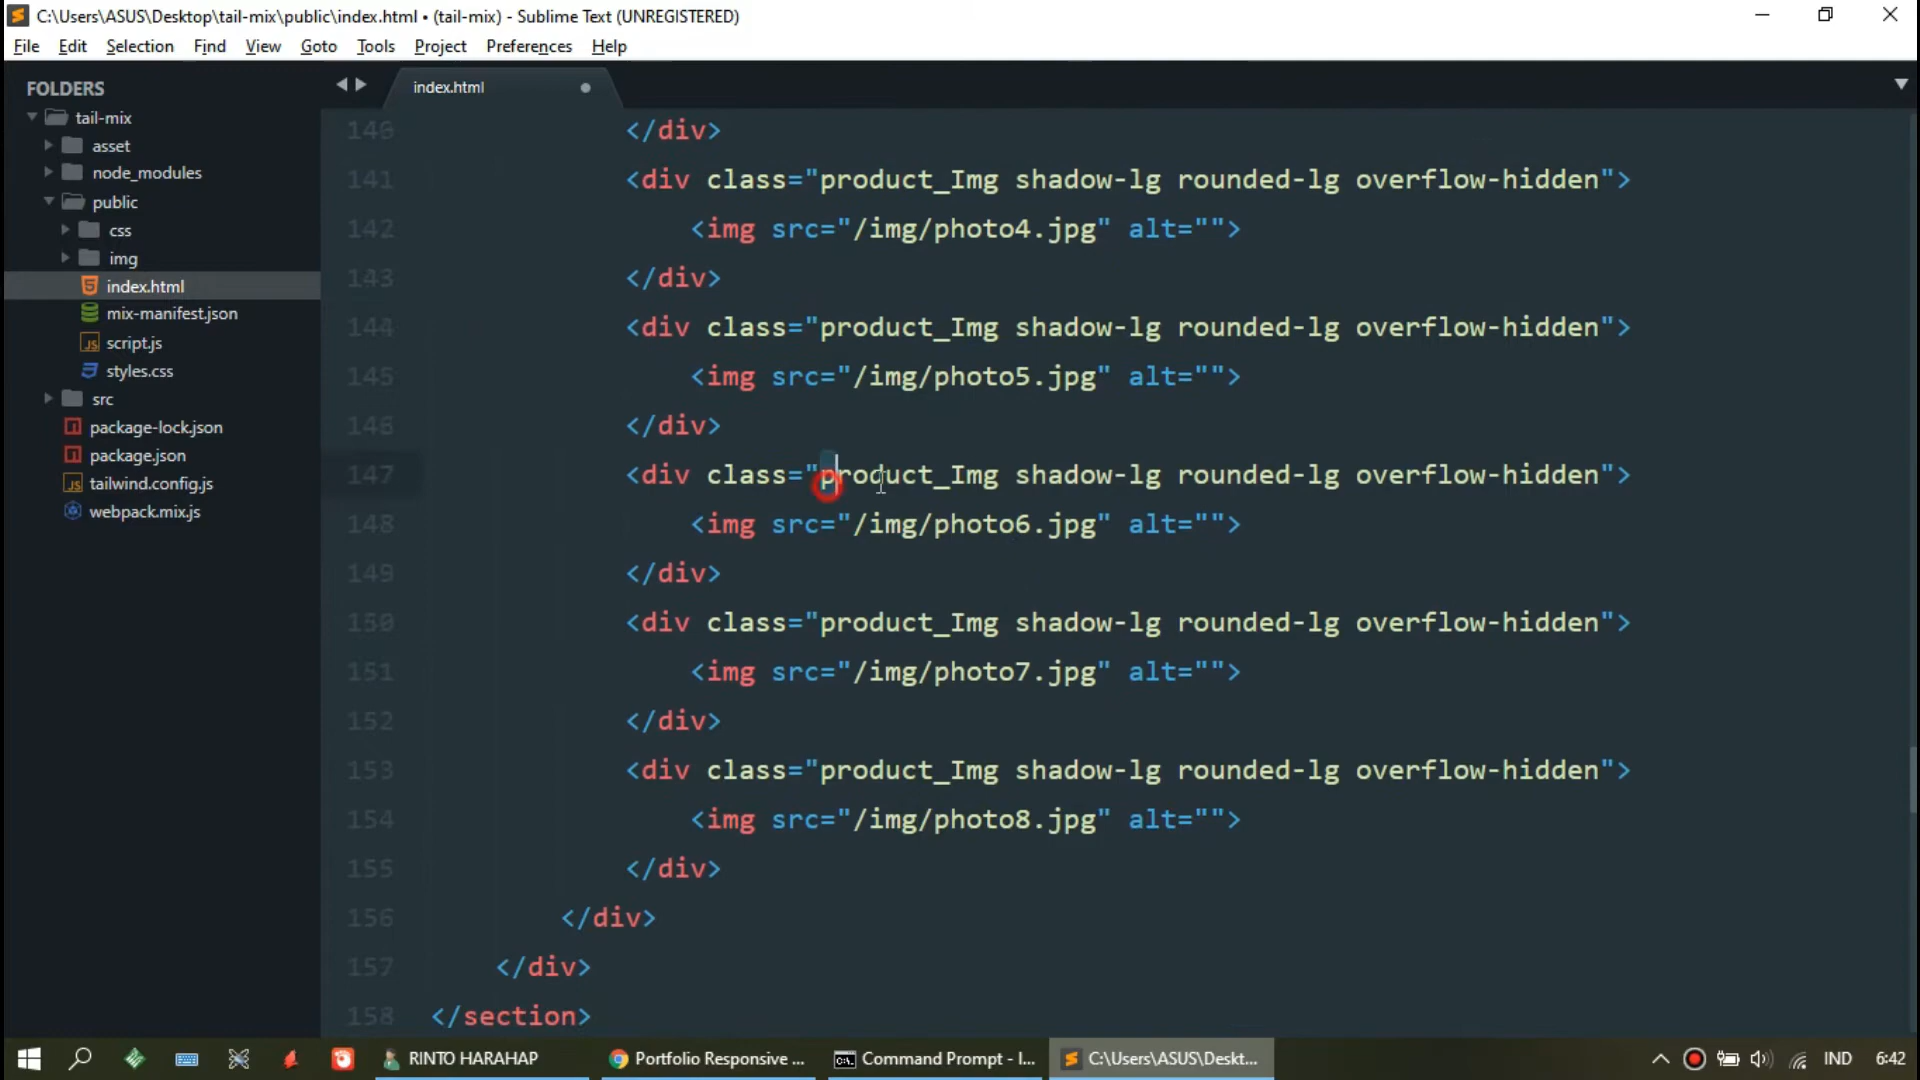 C:\Users\ASUS\Desktop\tail-mix\public\index.html • (tail-mix) - Sublime Text (UNREGISTERED)
File Edit Selection Find View Goto Tools Project Preferences Help
FOLDERS
tail-mix
asset
node_modules
public
css
img
index.html
mix-manifest.json
script.js
styles.css
src
package-lock.json
package.json
tailwind.config.js
webpack.mix.js
index.html
140 </div>
141 <div class="product_Img shadow-lg rounded-lg overflow-hidden">
142 <img src="/img/photo4.jpg" alt="">
143 </div>
144 <div class="product_Img shadow-lg rounded-lg overflow-hidden">
145 <img src="/img/photo5.jpg" alt="">
146 </div>
147 <div class="product_Img shadow-lg rounded-lg overflow-hidden">
148 <img src="/img/photo6.jpg" alt="">
149 </div>
150 <div class="product_Img shadow-lg rounded-lg overflow-hidden">
151 <img src="/img/photo7.jpg" alt="">
152 </div>
153 <div class="product_Img shadow-lg rounded-lg overflow-hidden">
154 <img src="/img/photo8.jpg" alt="">
155 </div>
156 </div>
157 </div>
158 </section>
RINTO HARAHAP Portfolio Responsive ... Command Prompt - I... C:\Users\ASUS\Deskt... IND 6:42